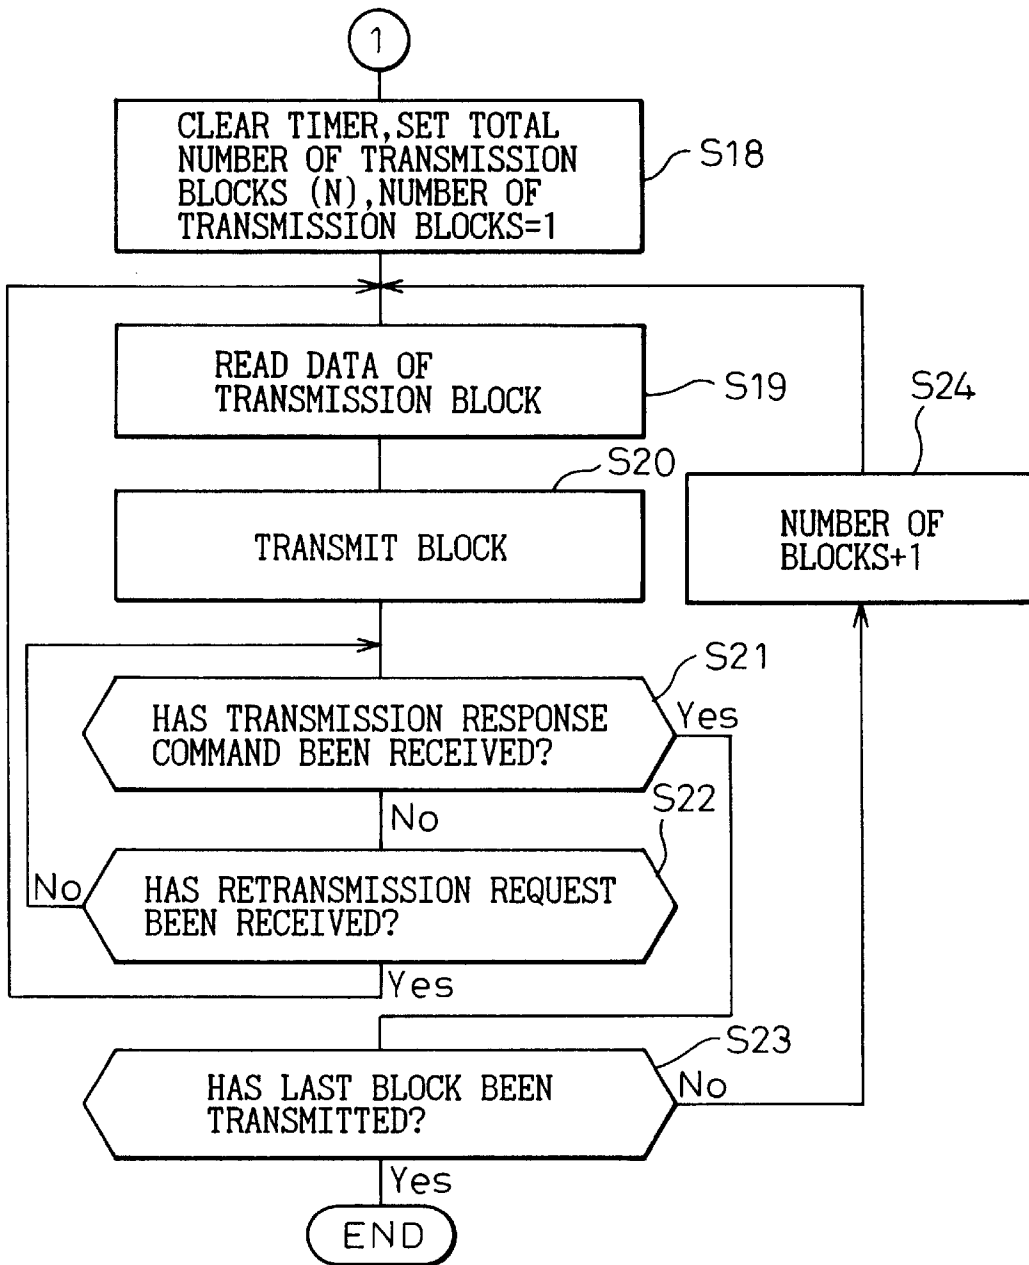 1
CLEAR TIMER,SET TOTAL
NUMBER OF TRANSMISSION
BLOCKS (N),NUMBER OF
TRANSMISSION BLOCKS=1
S18
READ DATA OF
TRANSMISSION BLOCK
S19
S24
S20
TRANSMIT BLOCK
NUMBER OF
BLOCKS+1
S21
HAS TRANSMISSION RESPONSE
COMMAND BEEN RECEIVED?
Yes
No
S22
No
HAS RETRANSMISSION REQUEST
BEEN RECEIVED?
Yes
S23
HAS LAST BLOCK BEEN
TRANSMITTED?
No
Yes
END